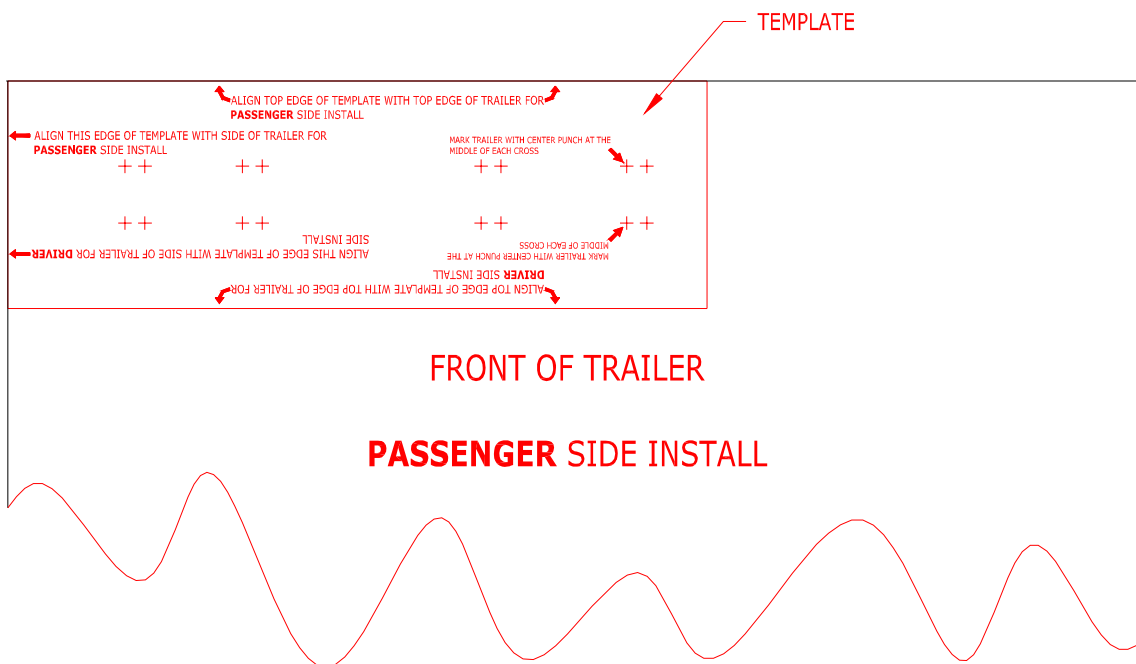 TEMPLATE
ALIGN TOP EDGE OF TEMPLATE WITH TOP EDGE OF TRAILER FOR
PASSENGER SIDE INSTALL
ALIGN THIS EDGE OF TEMPLATE WITH SIDE OF TRAILER FOR
PASSENGER SIDE INSTALL
MARK TRAILER WITH CENTER PUNCH AT THE
MIDDLE OF EACH CROSS
ALIGN THIS EDGE OF TEMPLATE WITH SIDE OF TRAILER FOR DRIVER
SIDE INSTALL
MARK TRAILER WITH CENTER PUNCH AT THE
MIDDLE OF EACH CROSS
ALIGN TOP EDGE OF TEMPLATE WITH TOP EDGE OF TRAILER FOR
DRIVER SIDE INSTALL
FRONT OF TRAILER
PASSENGER SIDE INSTALL